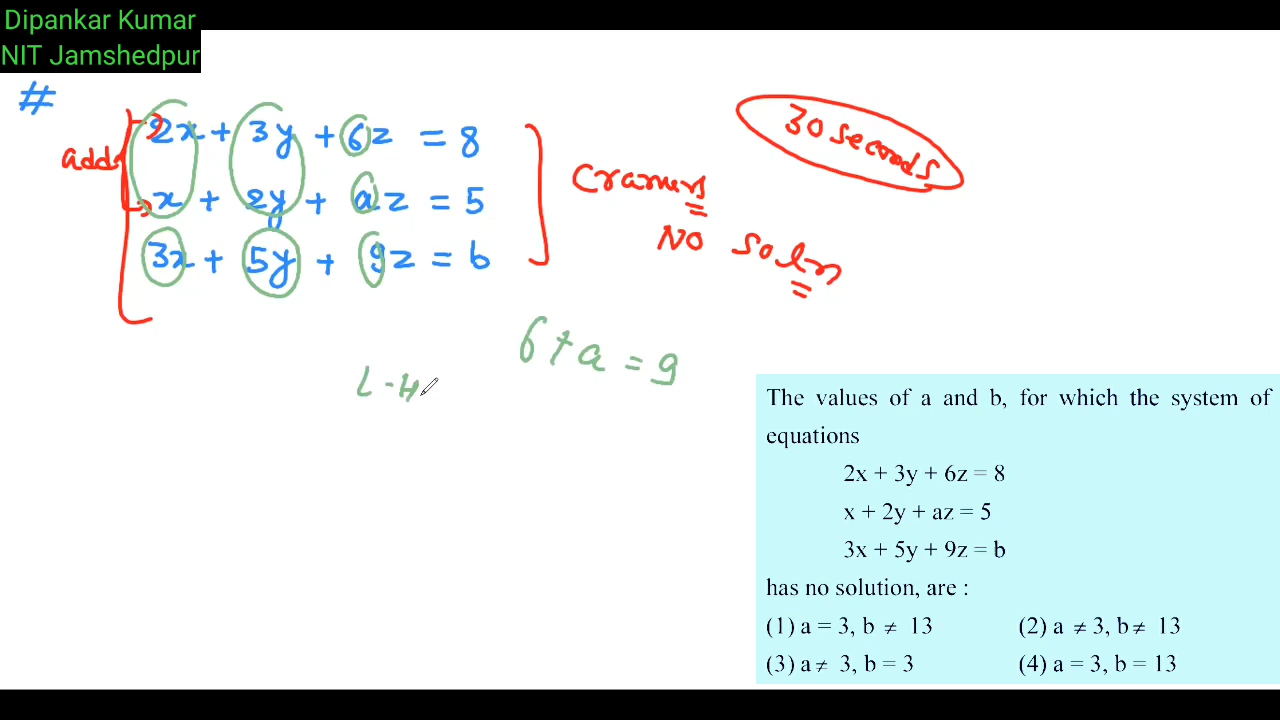 Dipankar Kumar
NIT Jamshedpur
#
add
2x + 3y + 6z = 8
x + 2y + az = 5
3x + 5y + 9z = b
Cramers
No Soln
30 seconds
6 + a = 9
L-H
The values of a and b, for which the system of
equations
2x + 3y + 6z = 8
x + 2y + az = 5
3x + 5y + 9z = b
has no solution, are :
(1) a = 3, b ≠ 13 (2) a ≠ 3, b ≠ 13
(3) a ≠ 3, b = 3 (4) a = 3, b = 13